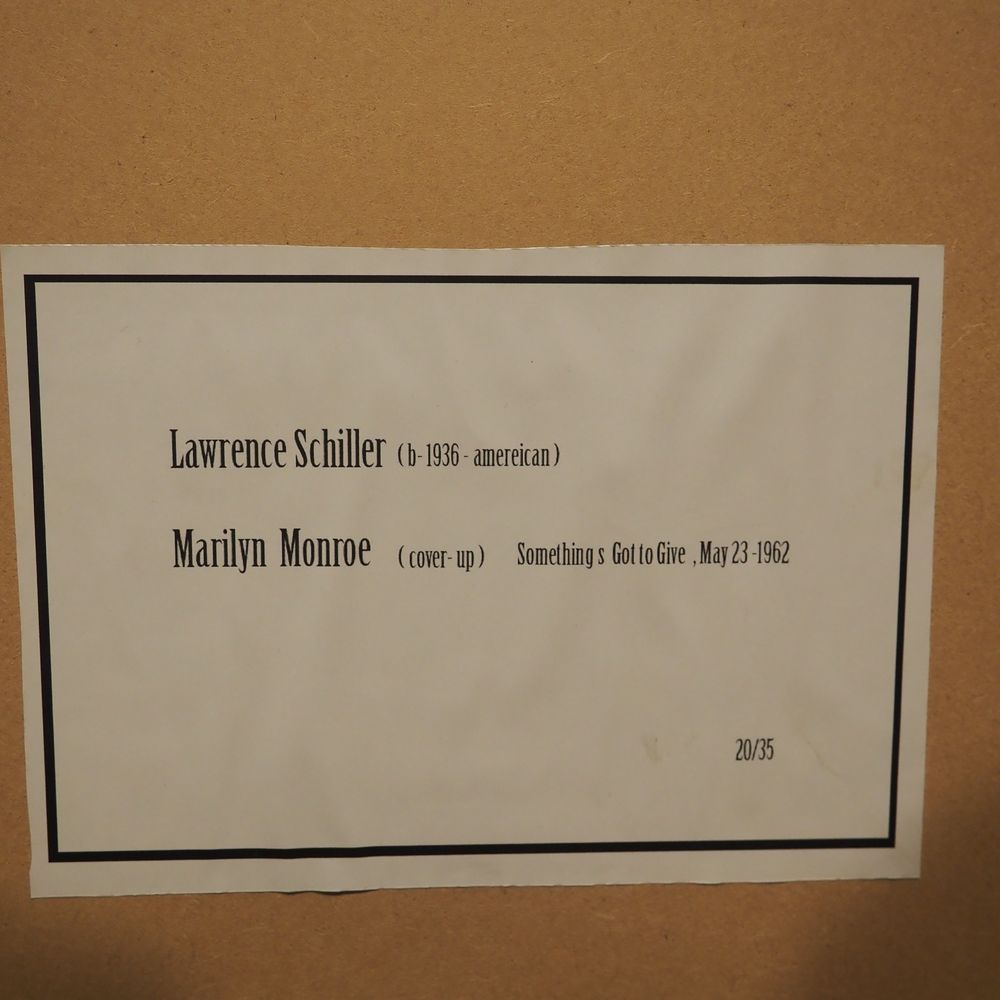 Lawrence Schiller (b-1936 - amereican)
Marilyn Monroe (cover-up) Something s Got to Give , May 23 -1962
20/35